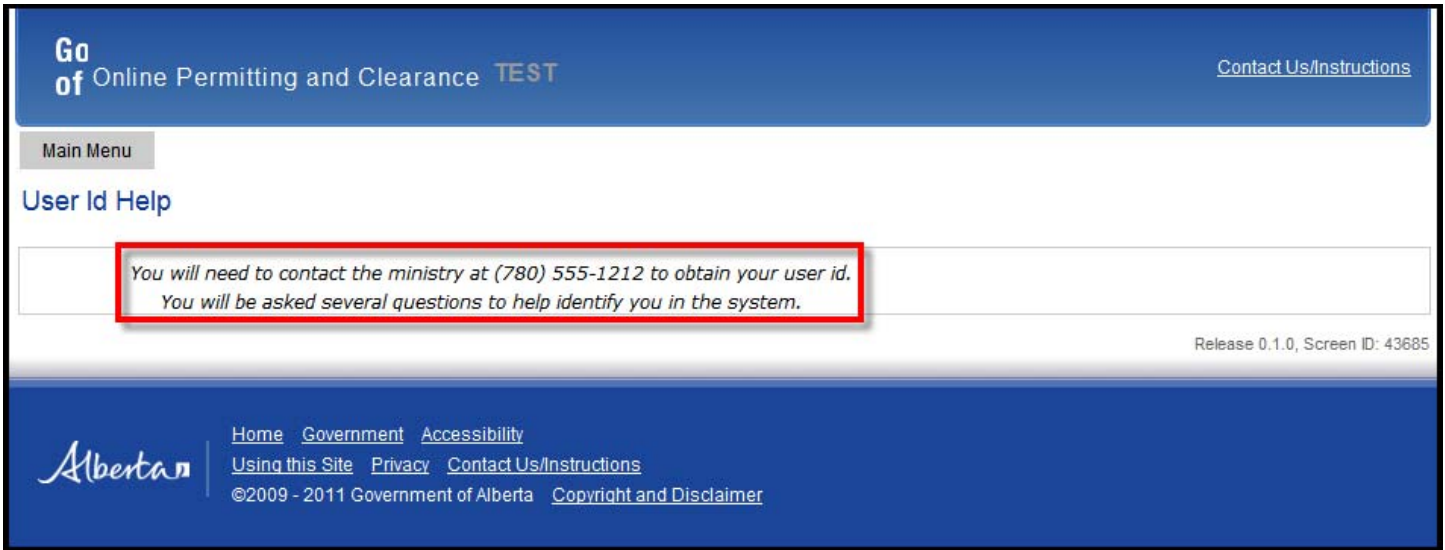 Go
of Online Permitting and Clearance TEST
Contact Us/Instructions
Main Menu
User Id Help
You will need to contact the ministry at (780) 555-1212 to obtain your user id.
You will be asked several questions to help identify you in the system.
Release 0.1.0, Screen ID: 43685
Alberta
Home Government Accessibility
Using this Site Privacy Contact Us/Instructions
©2009 - 2011 Government of Alberta Copyright and Disclaimer